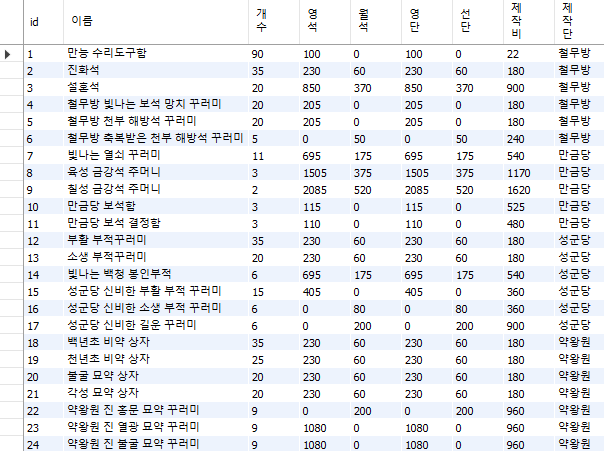 id 이름 개수 영석 월석 영단 선단 제작비 제작단
1 만능 수리도구함 90 100 0 100 0 22 철무방
2 진화석 35 230 60 230 60 180 철무방
3 설혼석 20 850 370 850 370 900 철무방
4 철무방 빛나는 보석 망치 꾸러미 20 205 0 205 0 180 철무방
5 철무방 천부 해방석 꾸러미 20 205 0 205 0 180 철무방
6 철무방 축복받은 천부 해방석 꾸러미 5 0 50 0 50 240 철무방
7 빛나는 열쇠 꾸러미 11 695 175 695 175 540 만금당
8 육성 금강석 주머니 3 1505 375 1505 375 1170 만금당
9 칠성 금강석 주머니 2 2085 520 2085 520 1620 만금당
10 만금당 보석함 3 115 0 115 0 525 만금당
11 만금당 보석 결정함 3 110 0 110 0 480 만금당
12 부활 부적꾸러미 35 230 60 230 60 180 성군당
13 소생 부적꾸러미 20 230 60 230 60 180 성군당
14 빛나는 백청 봉인부적 6 695 175 695 175 540 성군당
15 성군당 신비한 부활 부적 꾸러미 15 405 0 405 0 360 성군당
16 성군당 신비한 소생 부적 꾸러미 6 0 80 0 80 360 성군당
17 성군당 신비한 길운 꾸러미 6 0 200 0 200 900 성군당
18 백년초 비약 상자 35 230 60 230 60 180 약왕원
19 천년초 비약 상자 25 230 60 230 60 180 약왕원
20 불굴 묘약 상자 20 230 60 230 60 180 약왕원
21 각성 묘약 상자 20 230 60 230 60 180 약왕원
22 약왕원 진 홍문 묘약 꾸러미 9 0 200 0 200 960 약왕원
23 약왕원 진 열광 묘약 꾸러미 9 1080 0 1080 0 960 약왕원
24 약왕원 진 불굴 묘약 꾸러미 9 1080 0 1080 0 960 약왕원